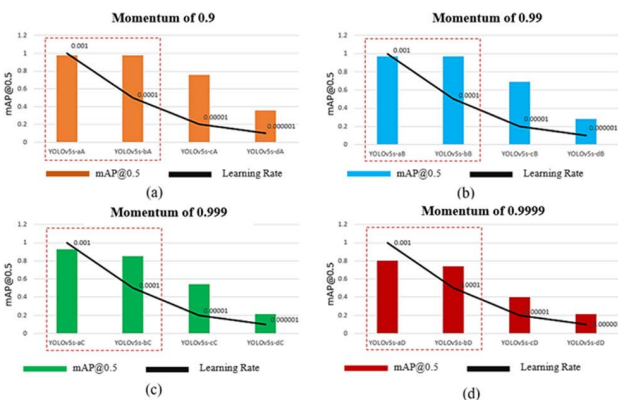 Momentum of 0.9
mAP@0.5
1.2
1
0.8
0.6
0.4
0.2
0
0.001
0.0001
0.00001
0.000001
YOLOv5s-aA YOLOv5s-bA YOLOv5s-cA YOLOv5s-dA
mAP@0.5 Learning Rate
(a)
Momentum of 0.99
mAP@0.5
1.2
1
0.8
0.6
0.4
0.2
0
0.001
0.0001
0.00001
0.000001
YOLOv5s-aB YOLOv5s-bB YOLOv5s-cB YOLOv5s-dB
mAP@0.5 Learning Rate
(b)
Momentum of 0.999
mAP@0.5
1.2
1
0.8
0.6
0.4
0.2
0
0.001
0.0001
0.00001
0.000001
YOLOv5s-aC YOLOv5s-bC YOLOv5s-cC YOLOv5s-dC
mAP@0.5 Learning Rate
(c)
Momentum of 0.9999
mAP@0.5
1.2
1
0.8
0.6
0.4
0.2
0
0.001
0.0001
0.00001
0.00000
YOLOv5s-aD YOLOv5s-bD YOLOv5s-cD YOLOv5s-dD
mAP@0.5 Learning Rate
(d)